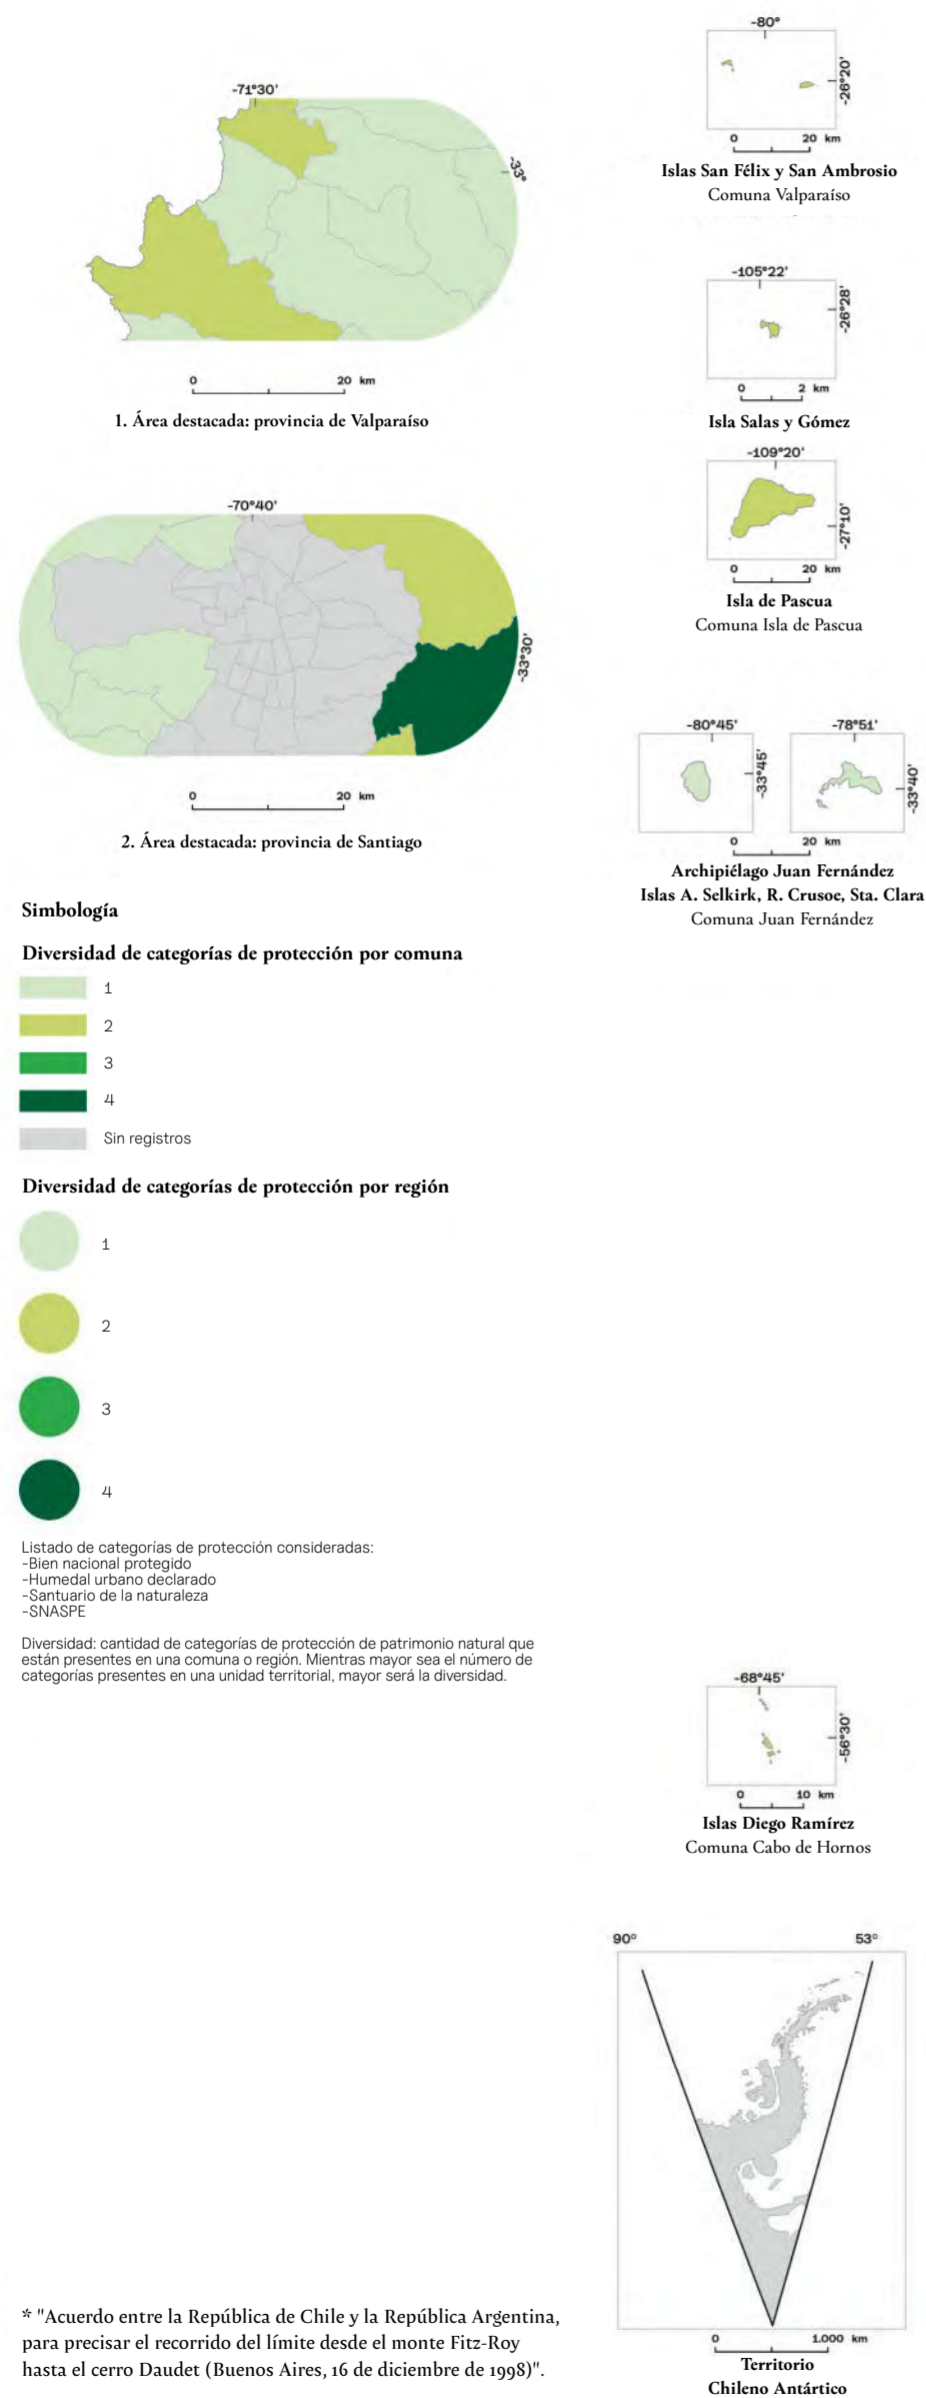 -71°30'
-33°
0 20 km
1. Área destacada: provincia de Valparaíso
-70°40'
-33°30'
0 20 km
2. Área destacada: provincia de Santiago
Simbología
Diversidad de categorías de protección por comuna
1
2
3
4
Sin registros
Diversidad de categorías de protección por región
1
2
3
4
Listado de categorías de protección consideradas:
-Bien nacional protegido
-Humedal urbano declarado
-Santuario de la naturaleza
-SNASPE
Diversidad: cantidad de categorías de protección de patrimonio natural que
están presentes en una comuna o región. Mientras mayor sea el número de
categorías presentes en una unidad territorial, mayor será la diversidad.
* "Acuerdo entre la República de Chile y la República Argentina,
para precisar el recorrido del límite desde el monte Fitz-Roy
hasta el cerro Daudet (Buenos Aires, 16 de diciembre de 1998)".
-80°
-26°20'
0 20 km
Islas San Félix y San Ambrosio
Comuna Valparaíso
-105°22'
-26°28'
0 2 km
Isla Salas y Gómez
-109°20'
-27°10'
0 20 km
Isla de Pascua
Comuna Isla de Pascua
-80°45'
-33°45'
-78°51'
-33°40'
0 20 km
Archipiélago Juan Fernández
Islas A. Selkirk, R. Crusoe, Sta. Clara
Comuna Juan Fernández
-68°45'
-56°30'
0 10 km
Islas Diego Ramírez
Comuna Cabo de Hornos
90° 53°
0 1.000 km
Territorio
Chileno Antártico